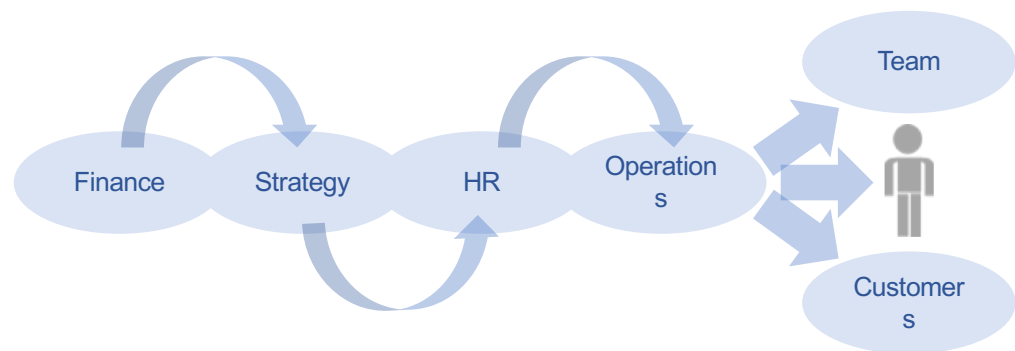 Team
Finance
Strategy
HR
Operation
s
Customer
s